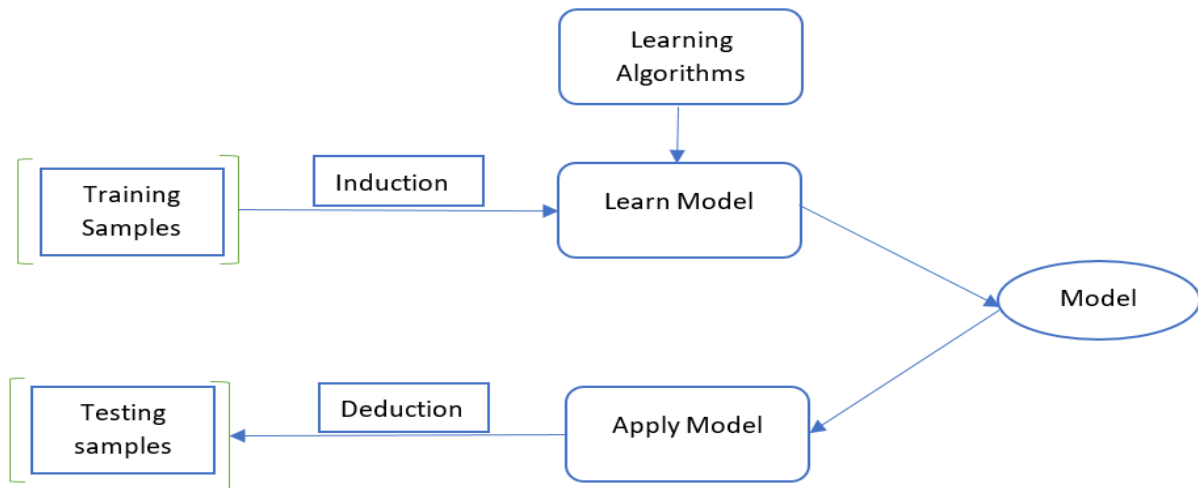 Learning
Algorithms
Training
Samples
Induction
Learn Model
Model
Testing
samples
Deduction
Apply Model